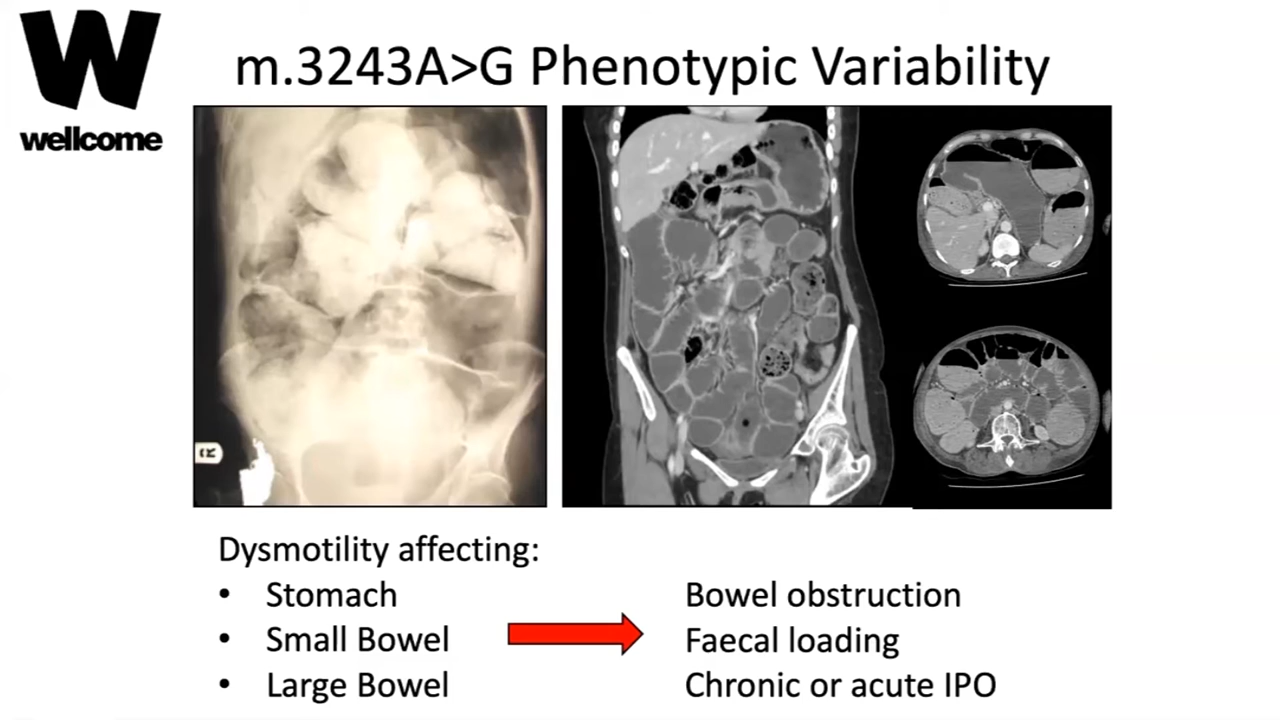 W
wellcome
m.3243A>G Phenotypic Variability
R
Dysmotility affecting:
• Stomach
• Small Bowel
• Large Bowel
Bowel obstruction
Faecal loading
Chronic or acute IPO